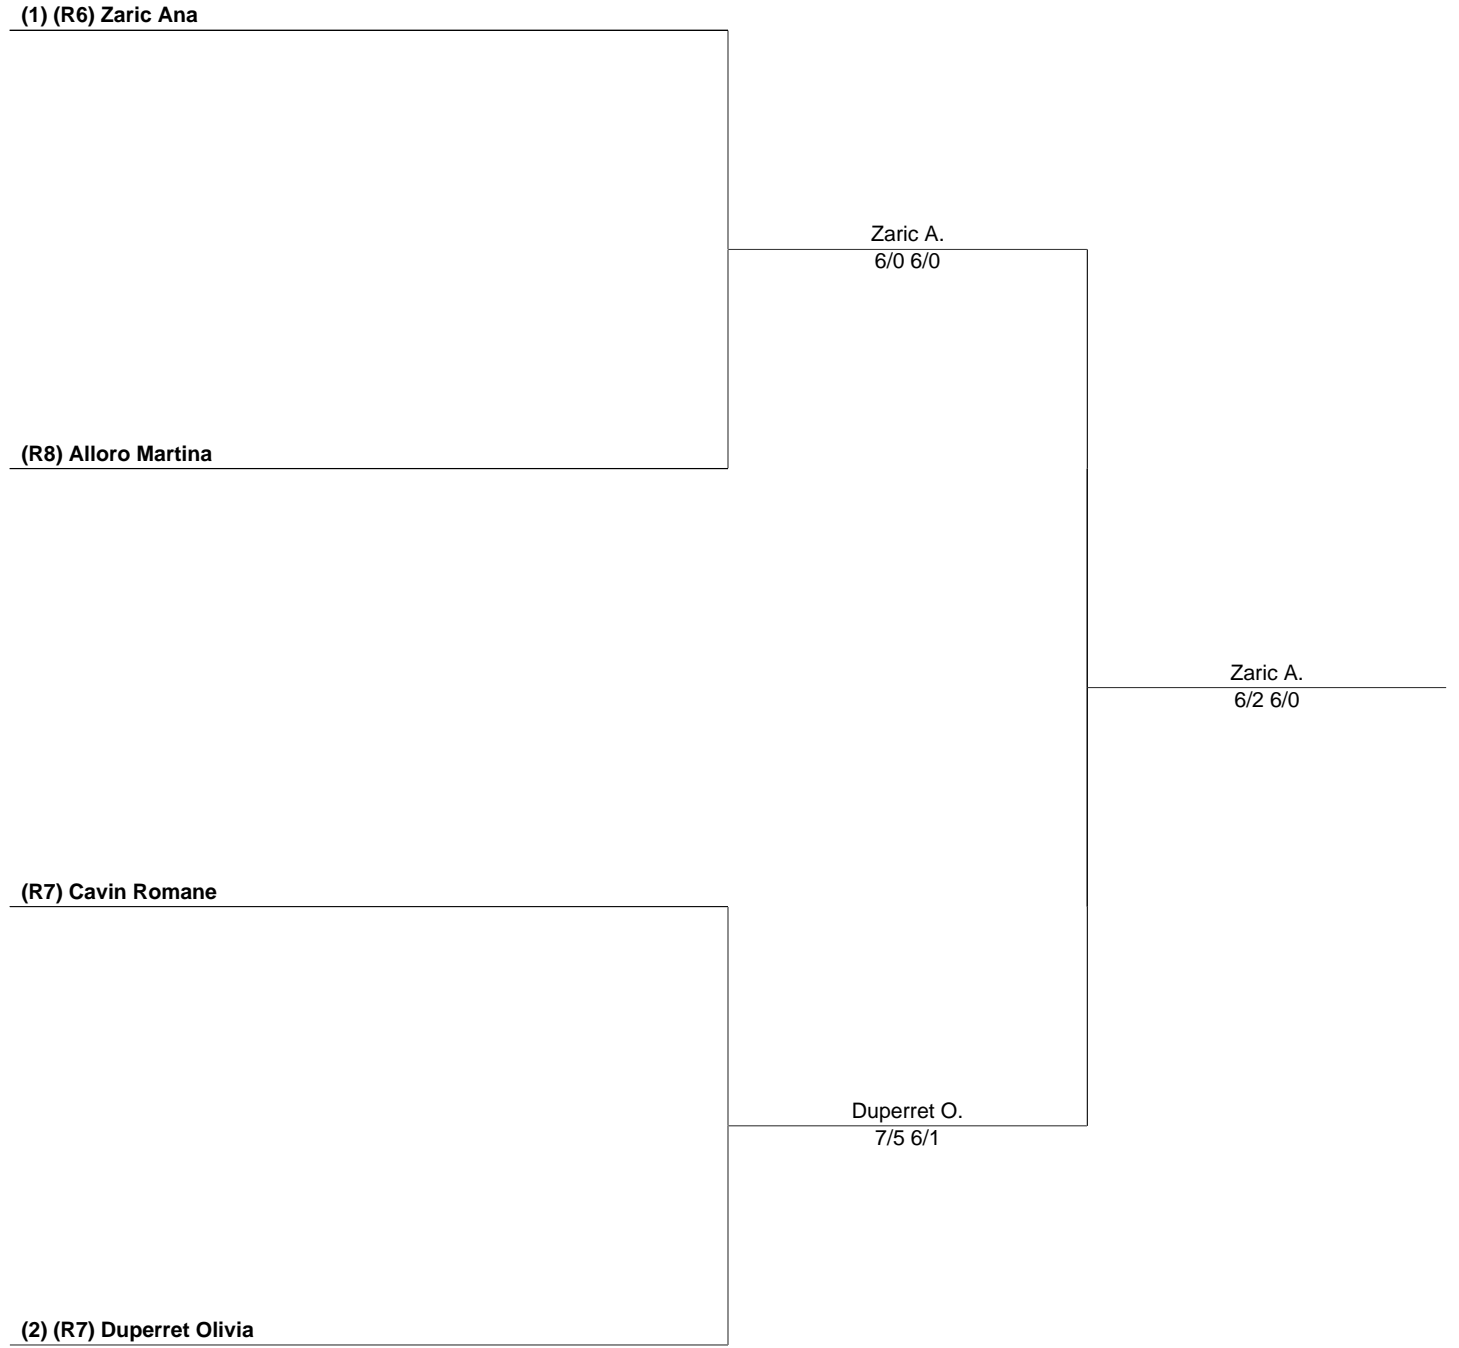 (1) (R6) Zaric Ana
Zaric A.
6/0 6/0
(R8) Alloro Martina
Zaric A.
6/2 6/0
(R7) Cavin Romane
Duperret O.
7/5 6/1
(2) (R7) Duperret Olivia